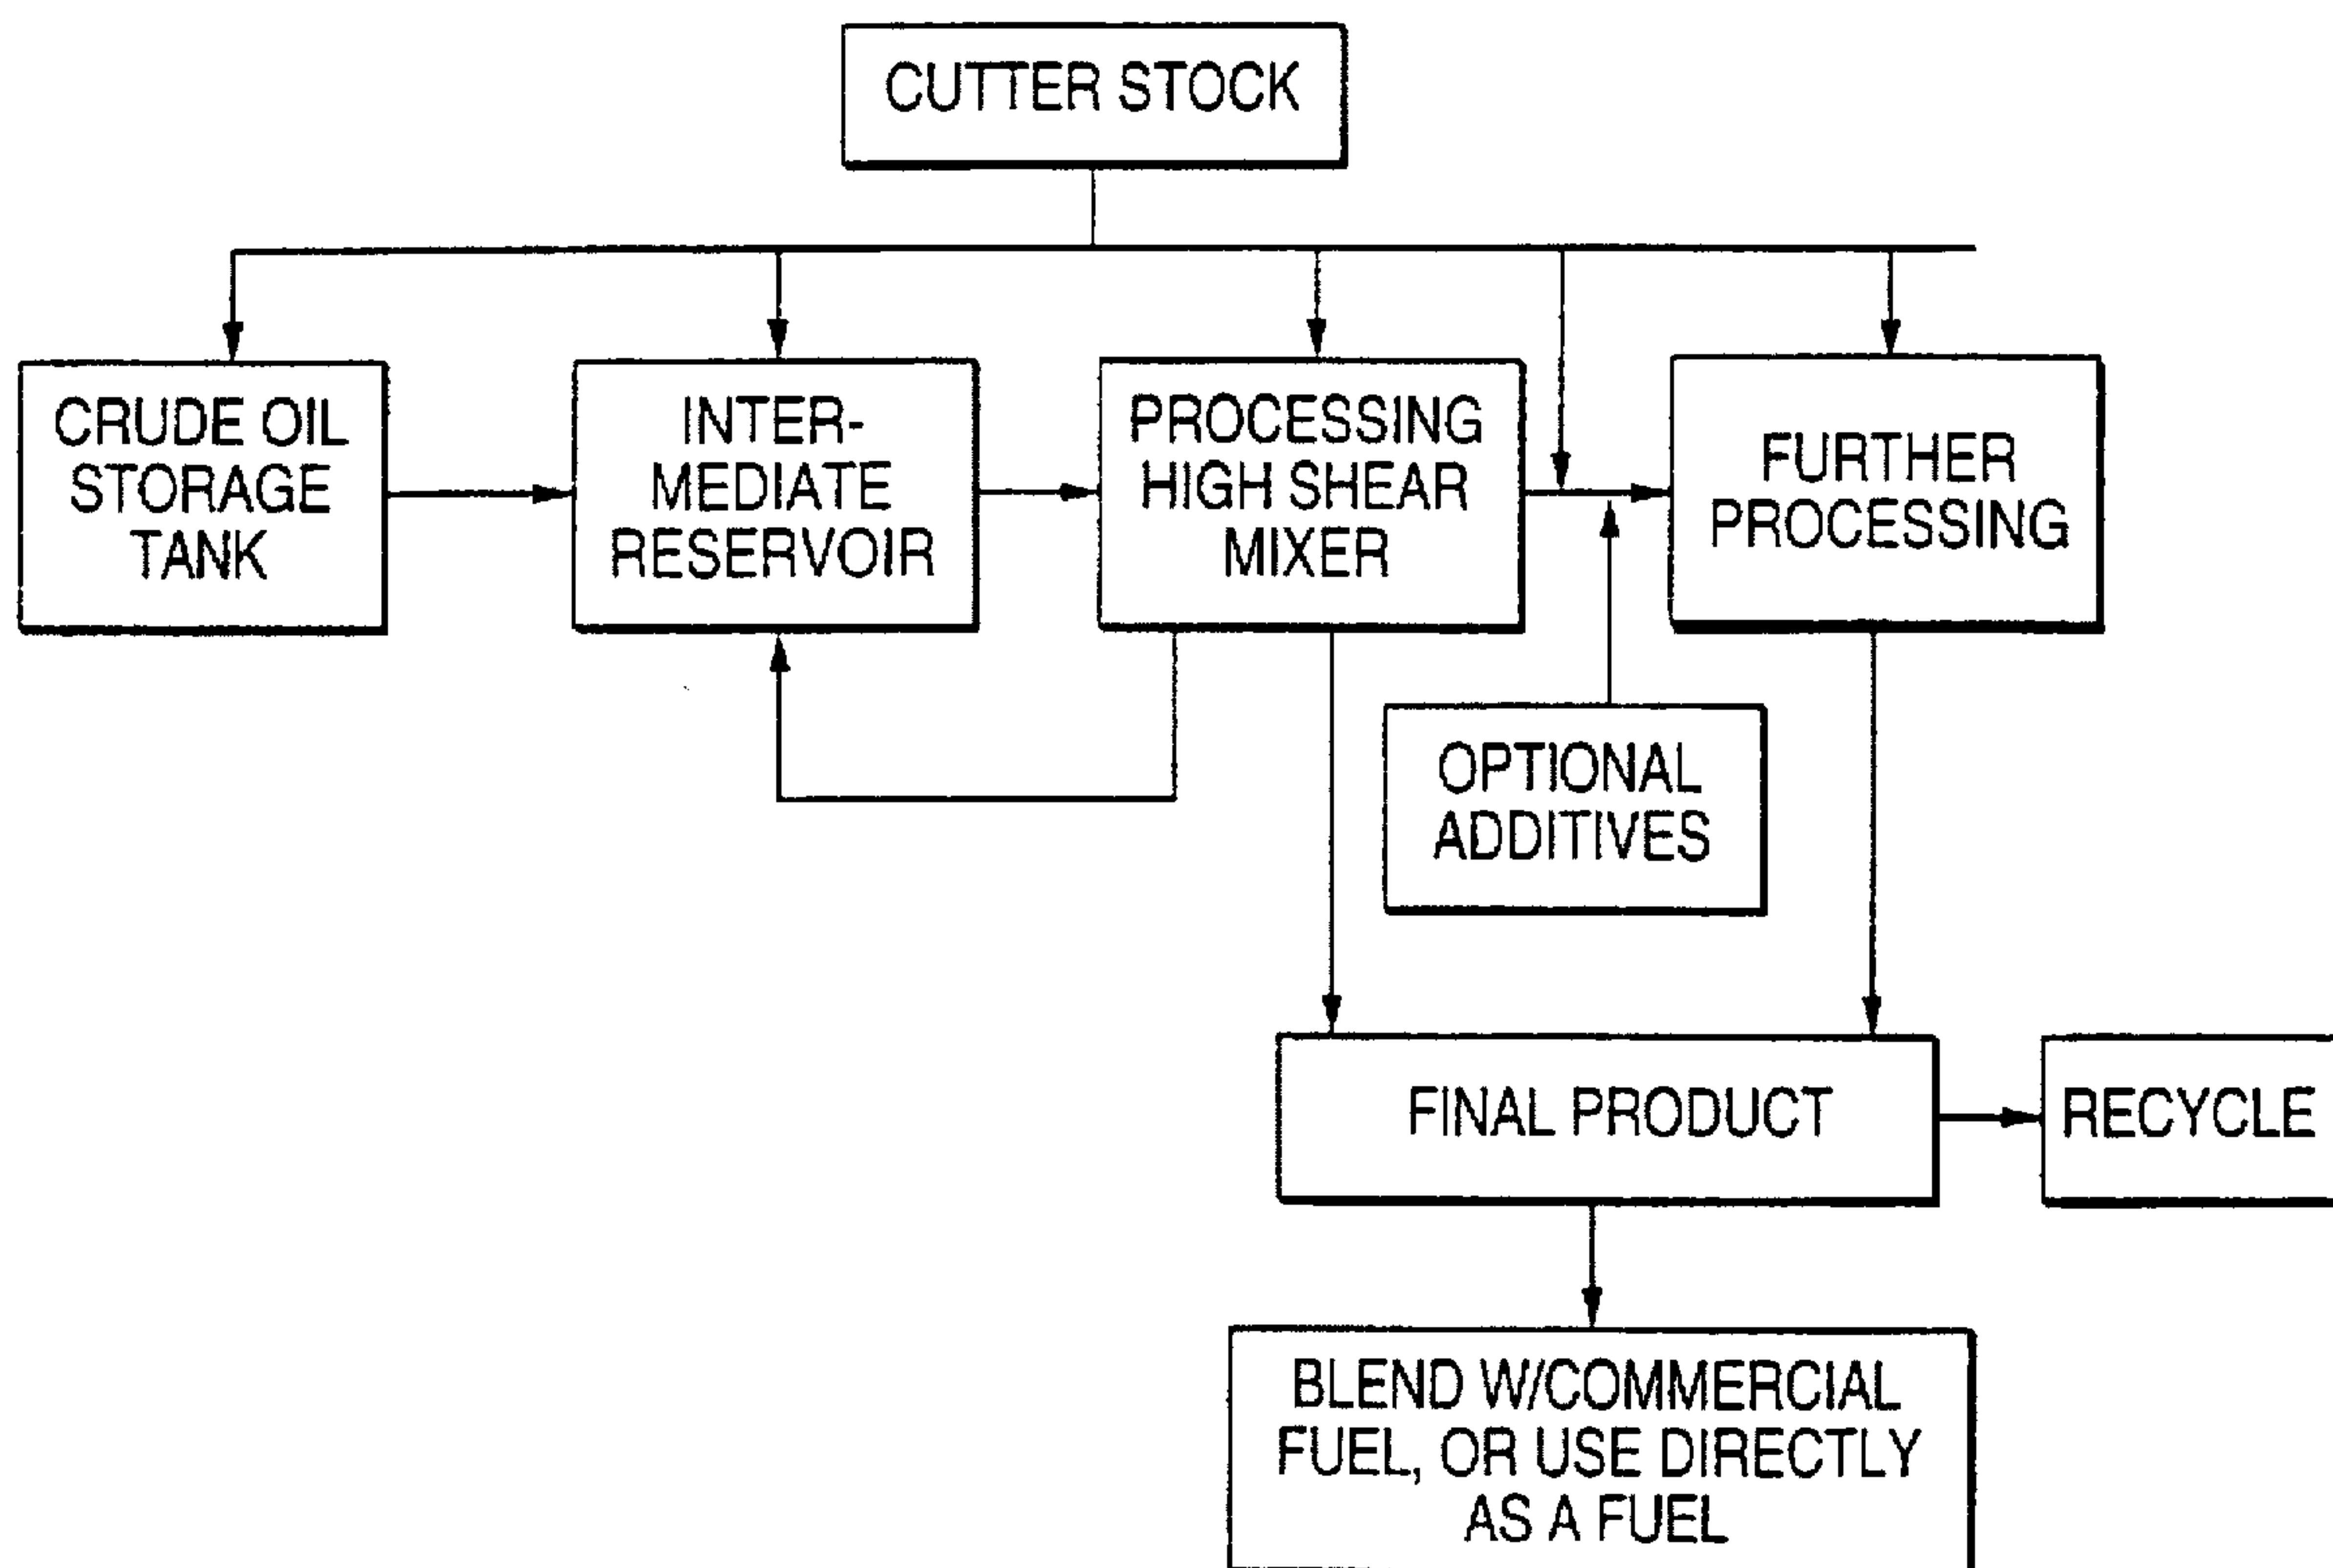 CUTTER STOCK
CRUDE OIL
STORAGE
TANK
INTER-
MEDIATE
RESERVOIR
PROCESSING
HIGH SHEAR
MIXER
FURTHER
PROCESSING
OPTIONAL
ADDITIVES
FINAL PRODUCT
RECYCLE
BLEND W/COMMERCIAL
FUEL, OR USE DIRECTLY
AS A FUEL